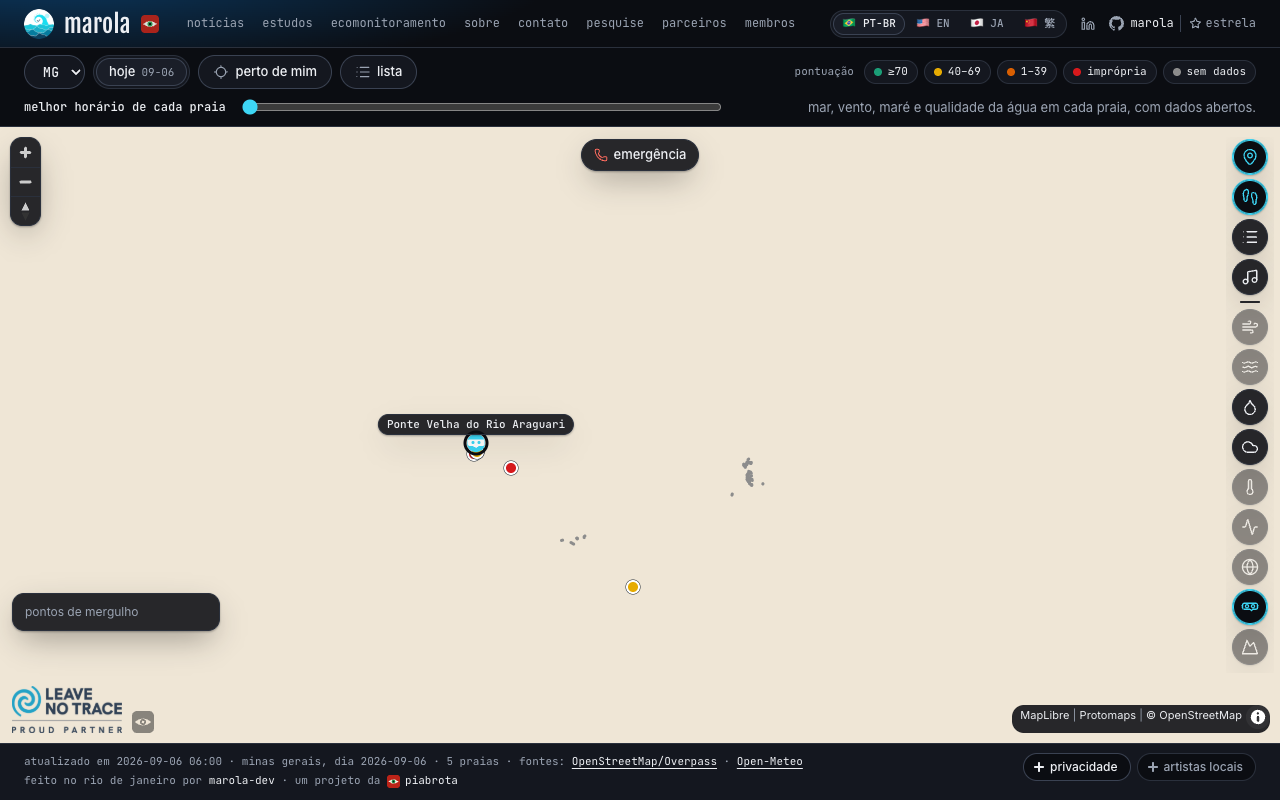 marola notícias estudos ecomonitoramento sobre contato pesquise parceiros membros PT-BR EN JA 繁 marola estrela
MG hoje 09-06 perto de mim lista pontuação ≥70 40–69 1–39 imprópria sem dados
melhor horário de cada praia mar, vento, maré e qualidade da água em cada praia, com dados abertos.
emergência
Ponte Velha do Rio Araguari
pontos de mergulho
LEAVE
NO TRACE
PROUD PARTNER
MapLibre | Protomaps | © OpenStreetMap
atualizado em 2026-09-06 06:00 · minas gerais, dia 2026-09-06 · 5 praias · fontes: OpenStreetMap/Overpass · Open-Meteo
feito no rio de janeiro por marola-dev · um projeto da piabrota
privacidade artistas locais